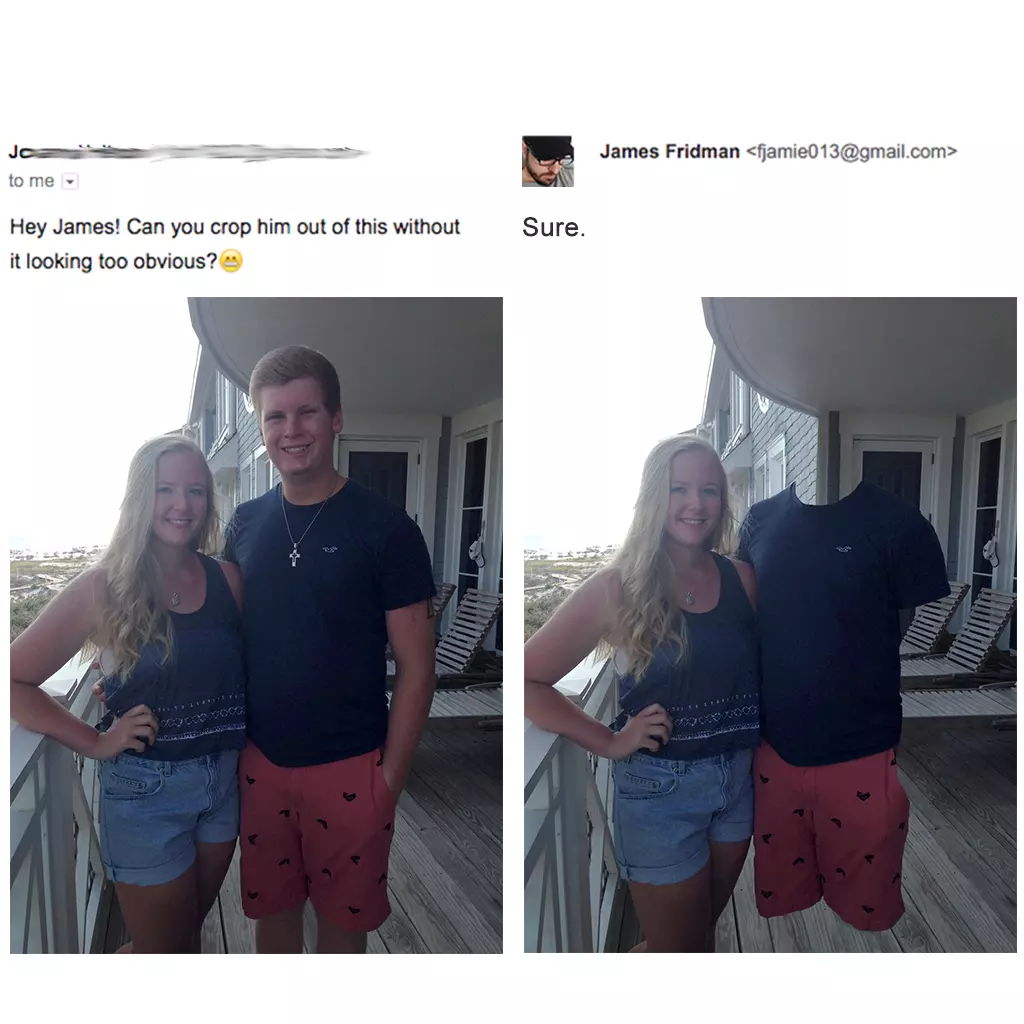 to me
Hey James! Can you crop him out of this without
it looking too obvious?😬
James Fridman <fjamie013@gmail.com>
Sure.